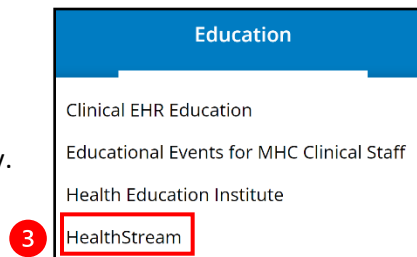 Education
Clinical EHR Education
Educational Events for MHC Clinical Staff
y.
Health Education Institute
3 HealthStream